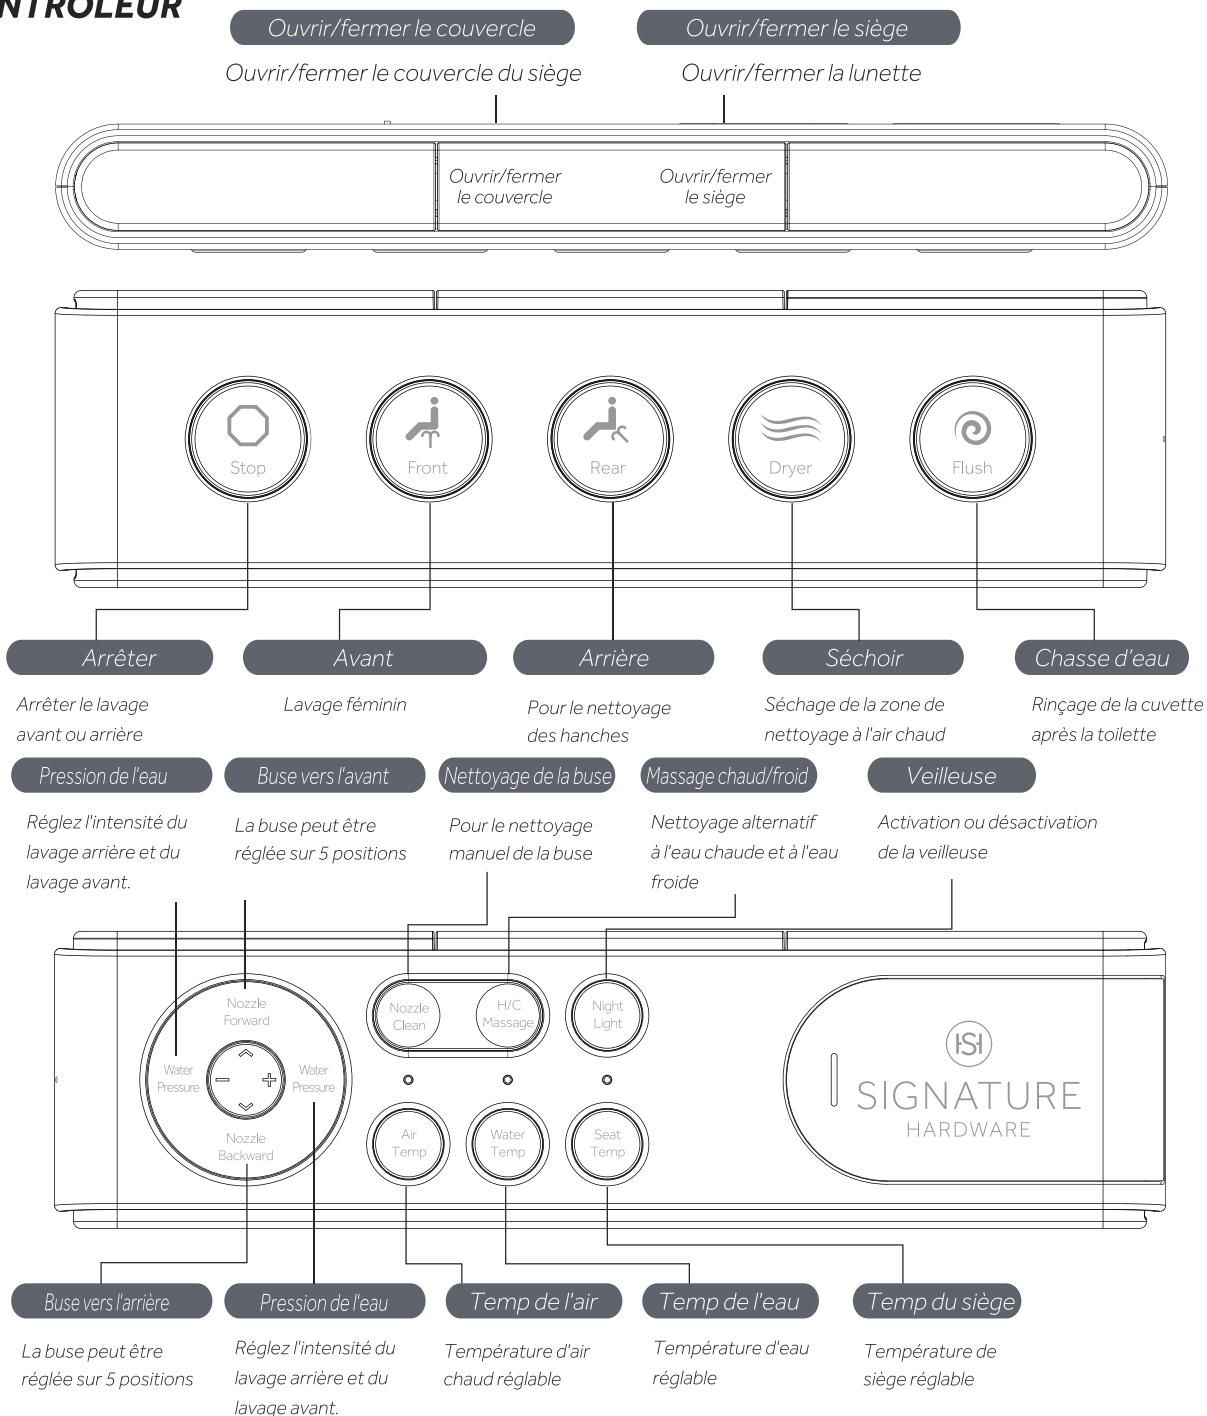 NTRÔLEUR
Ouvrir/fermer le couvercle
Ouvrir/fermer le siège
Ouvrir/fermer le couvercle du siège
Ouvrir/fermer la lunette
Ouvrir/fermer
le couvercle
Ouvrir/fermer
le siège
Stop
Front
Rear
Dryer
Flush
Arrêter
Avant
Arrière
Séchoir
Chasse d'eau
Arrêter le lavage
avant ou arrière
Lavage féminin
Pour le nettoyage
des hanches
Séchage de la zone de
nettoyage à l'air chaud
Rinçage de la cuvette
après la toilette
Pression de l'eau
Buse vers l'avant
Nettoyage de la buse
Massage chaud/froid
Veilleuse
Réglez l'intensité du
lavage arrière et du
lavage avant.
La buse peut être
réglée sur 5 positions
Pour le nettoyage
manuel de la buse
Nettoyage alternatif
à l'eau chaude et à l'eau
froide
Activation ou désactivation
de la veilleuse
Nozzle
Forward
Water
Pressure
Water
Pressure
Nozzle
Backward
Nozzle
Clean
H/C
Massage
Night
Light
Air
Temp
Water
Temp
Seat
Temp
SIGNATURE
HARDWARE
Buse vers l'arrière
Pression de l'eau
Temp de l'air
Temp de l'eau
Temp du siège
La buse peut être
réglée sur 5 positions
Réglez l'intensité du
lavage arrière et du
lavage avant.
Température d'air
chaud réglable
Température d'eau
réglable
Température de
siège réglable